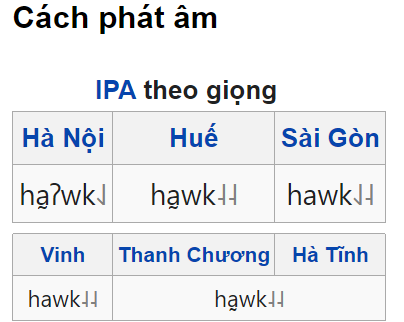 Cách phát âm
IPA theo giọng
Hà Nội Huế Sài Gòn
ha̰ʔwk˨˩ ha̰wk˨˨ hawk˨˩˨
Vinh Thanh Chương Hà Tĩnh
hawk˨˨ ha̰wk˨˨